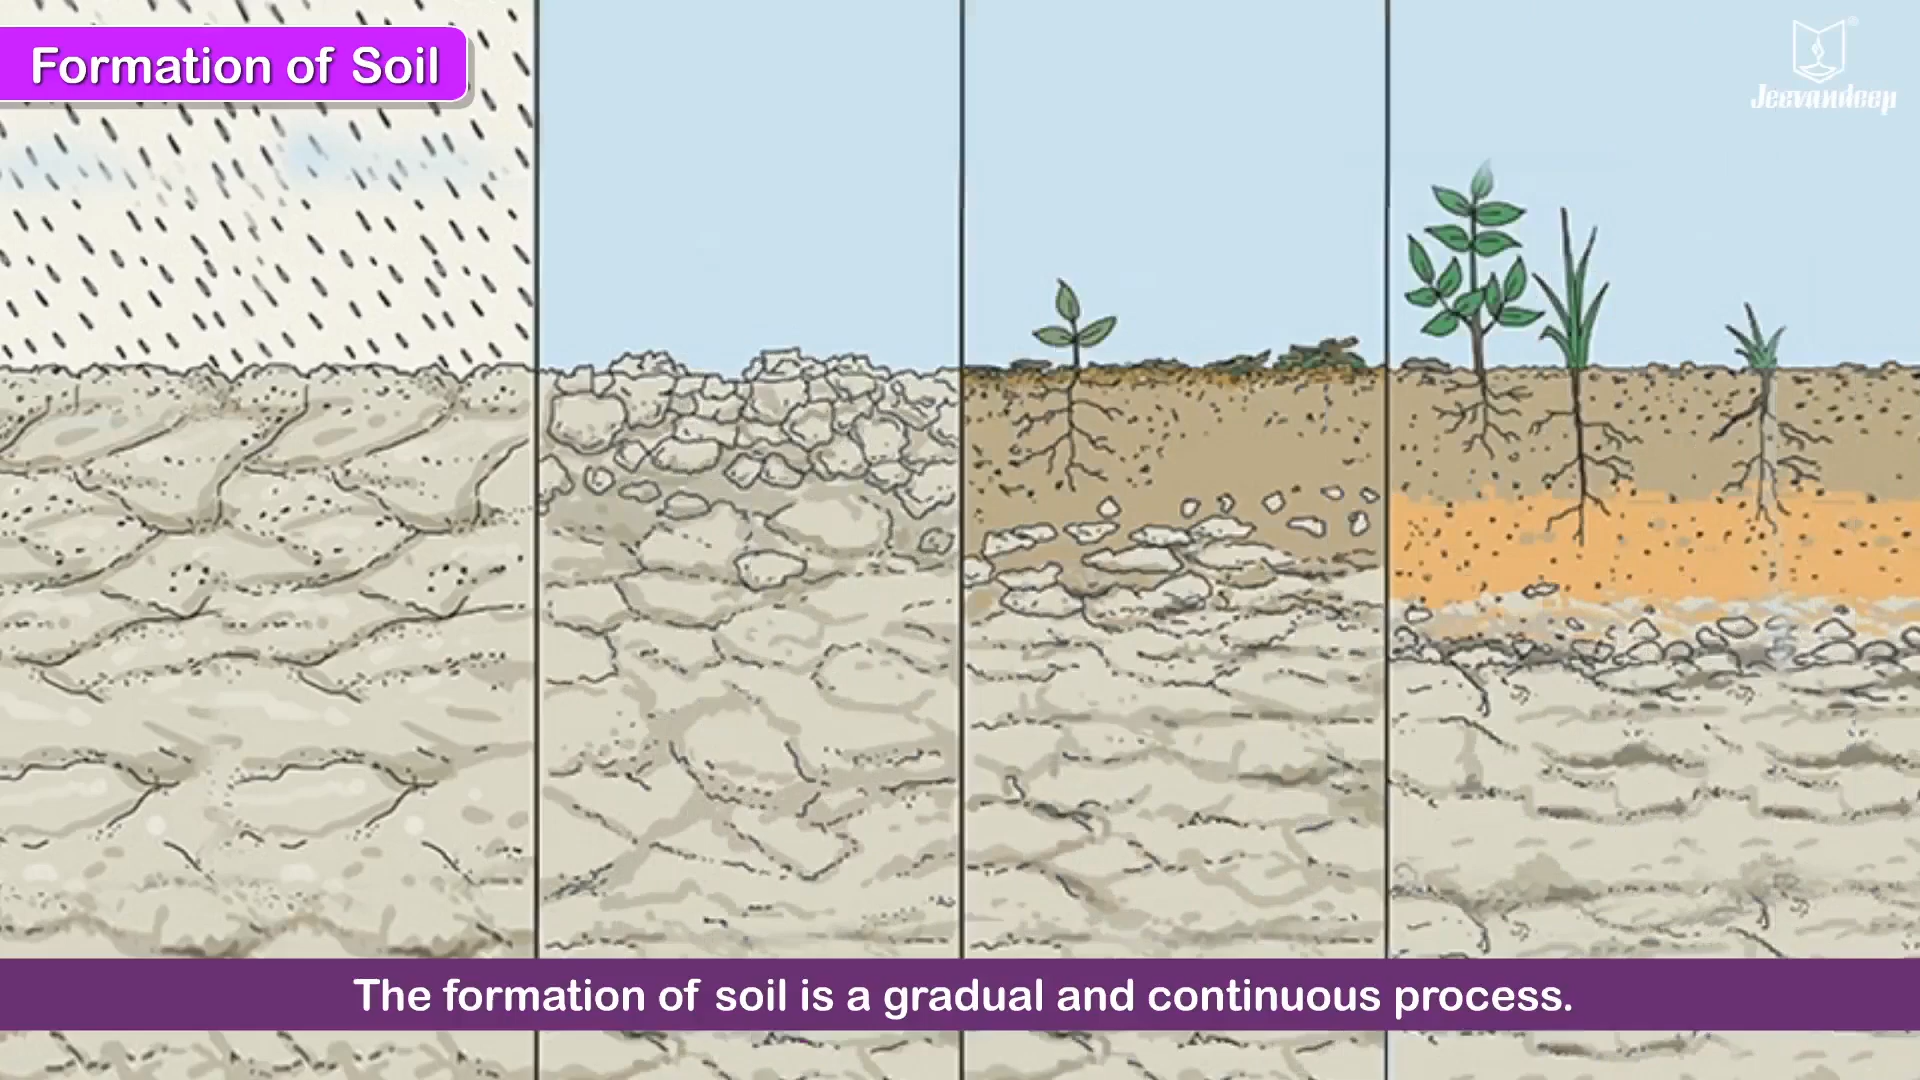 Formation of Soil
Jeevandeep
The formation of soil is a gradual and continuous process.